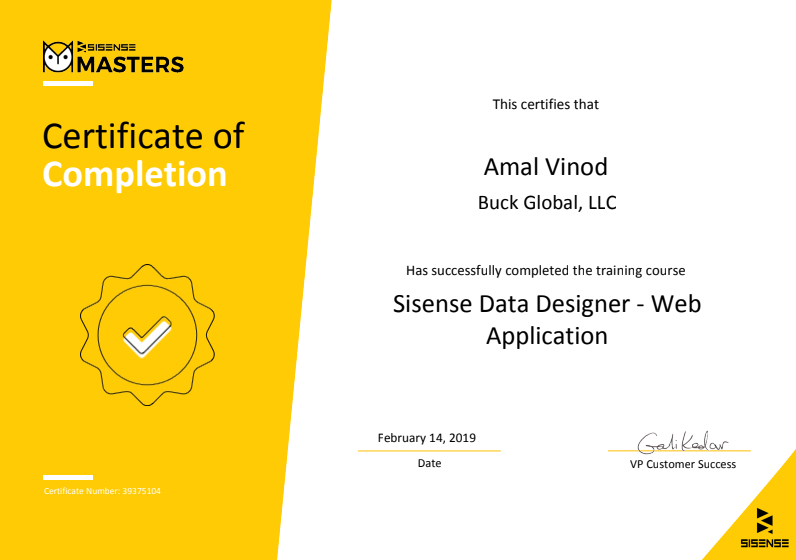 SISENSE
MASTERS
Certificate of
Completion
Certificate Number: 39375104
This certifies that
Amal Vinod
Buck Global, LLC
Has successfully completed the training course
Sisense Data Designer - Web
Application
February 14, 2019
Date
Gali Kedar
VP Customer Success
SISENSE